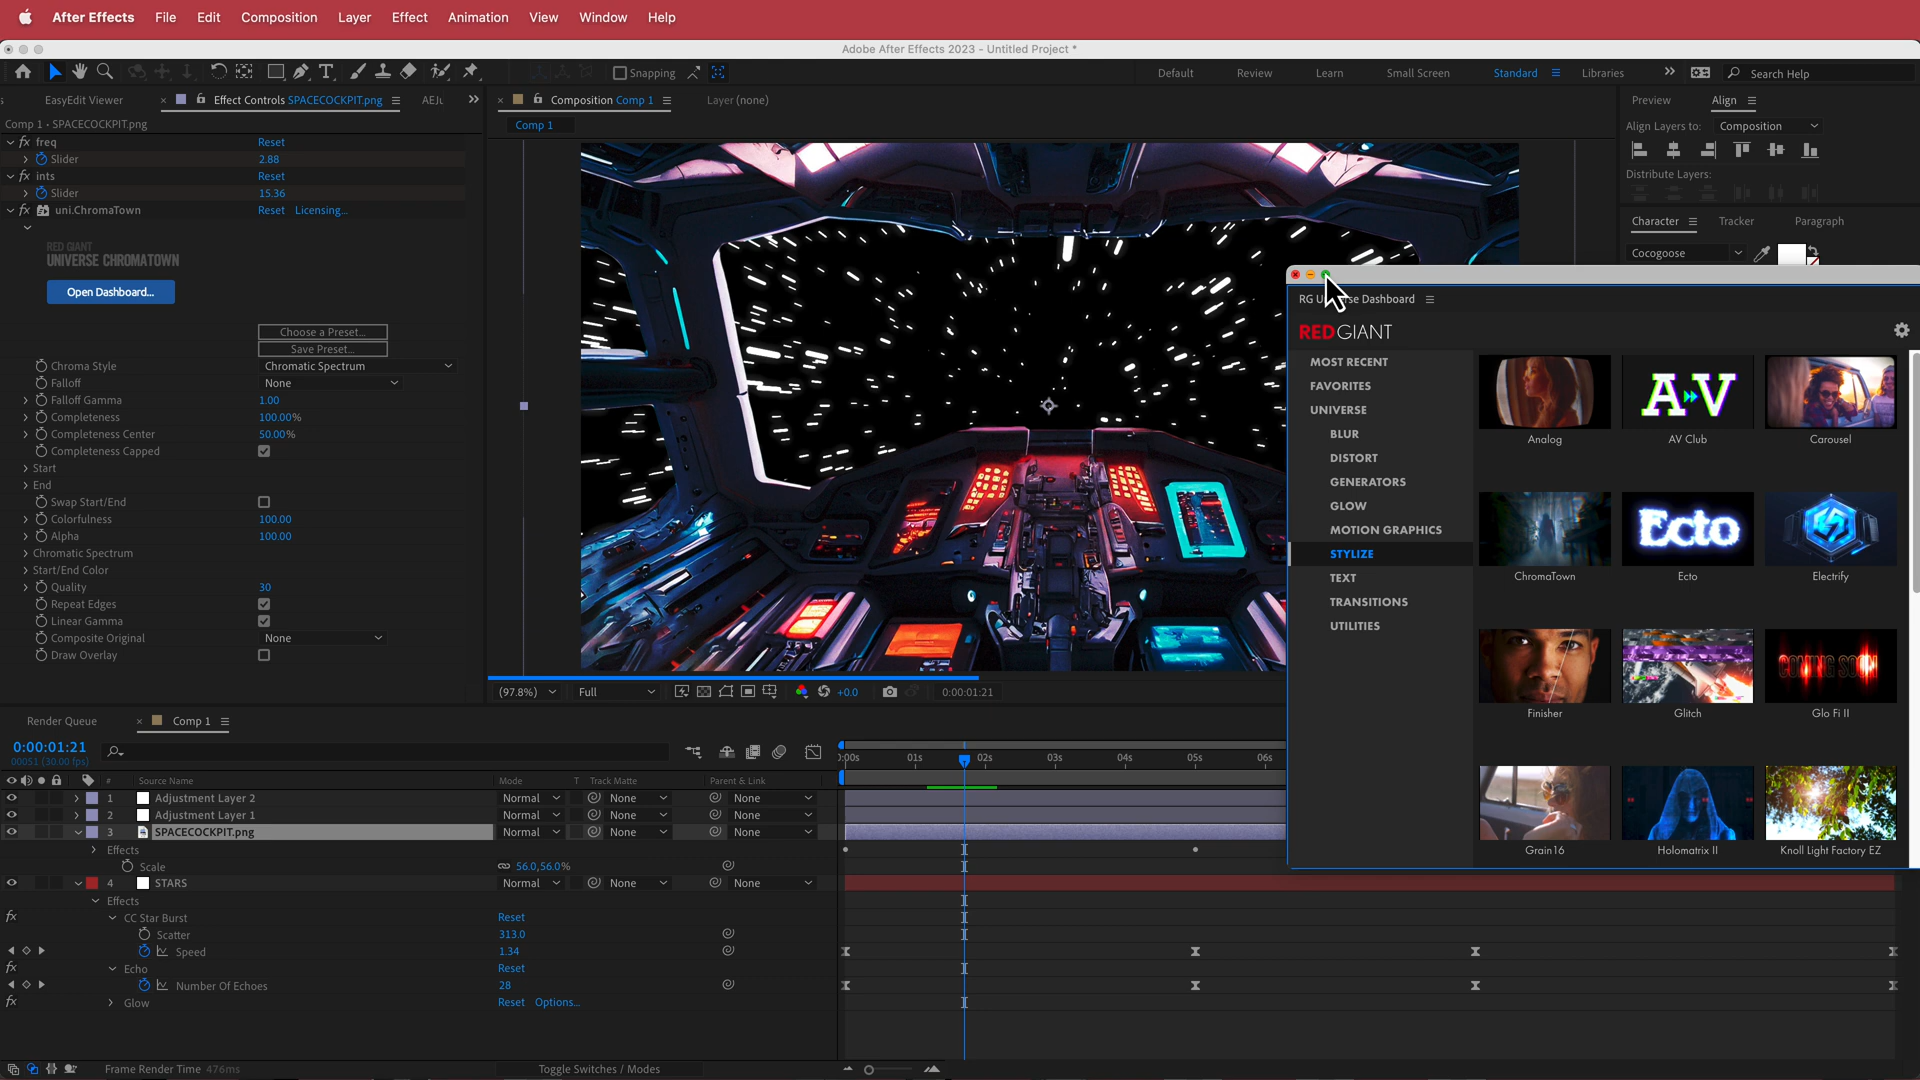 After Effects File Edit Composition Layer Effect Animation View Window Help
Adobe After Effects 2023 - Untitled Project *
Snapping Default Review Learn Small Screen Standard Libraries Search Help
EasyEdit Viewer Effect Controls SPACECOCKPIT.png Composition Comp 1 Layer (none) Preview Align
Comp 1 • SPACECOCKPIT.png
Comp 1
Align Layers to: Composition
Distribute Layers:
Character Tracker Paragraph
Cocogoose
fx freq Reset
Slider 2.88
fx ints Reset
Slider 15.36
fx uni.ChromaTown Reset Licensing...
RED GIANT
UNIVERSE CHROMATOWN
Open Dashboard...
Choose a Preset...
Save Preset...
Chroma Style Chromatic Spectrum
Falloff None
Falloff Gamma 1.00
Completeness 100.00%
Completeness Center 50.00%
Completeness Capped
Start
End
Swap Start/End
Colorfulness 100.00
Alpha 100.00
Chromatic Spectrum
Start/End Color
Quality 30
Repeat Edges
Linear Gamma
Composite Original None
Draw Overlay
(97.8%) Full +0.0 0:00:01:21
REDGIANT
MOST RECENT
FAVORITES
UNIVERSE
BLUR
DISTORT
GENERATORS
GLOW
MOTION GRAPHICS
STYLIZE
TEXT
TRANSITIONS
UTILITIES
AV
Analog AV Club Carousel
Ecto
ChromaTown Ecto Electrify
COMING SOON
Finisher Glitch Glo Fi II
Grain16 Holomatrix II Knoll Light Factory EZ
Render Queue Comp 1
0:00:01:21
00051 (30.00 fps)
:00s 01s 02s 03s 04s 05s 06s
# Source Name Mode T Track Matte Parent & Link
1 Adjustment Layer 2 Normal None None
2 Adjustment Layer 1 Normal None None
3 SPACECOCKPIT.png Normal None None
Effects
Scale 56.0,56.0%
4 STARS Normal None None
Effects
fx CC Star Burst Reset
Scatter 313.0
Speed 1.34
fx Echo Reset
Number Of Echoes 28
fx Glow Reset Options...
Frame Render Time 476ms Toggle Switches / Modes